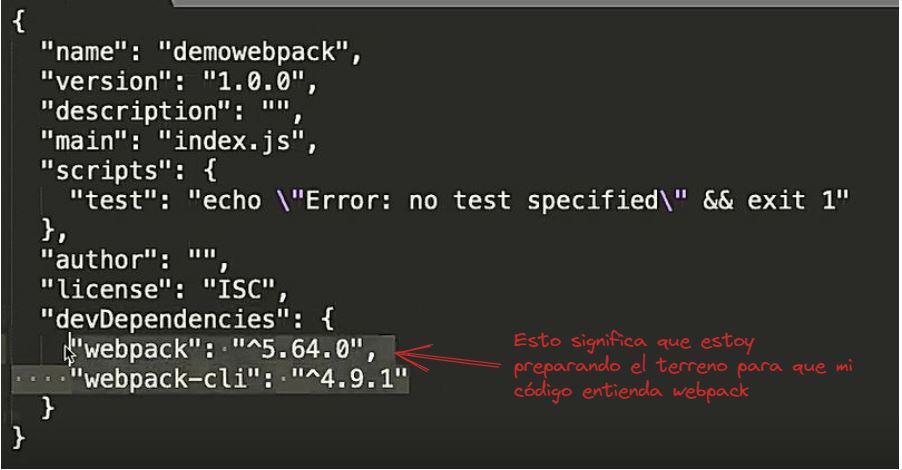 {
"name": "demowebpack",
"version": "1.0.0",
"description": "",
"main": "index.js",
"scripts": {
"test": "echo \"Error: no test specified\" && exit 1"
},
"author": "",
"license": "ISC",
"devDependencies": {
"webpack": "^5.64.0",
"webpack-cli": "^4.9.1"
}
}
Esto significa que estoy
preparando el terreno para que mi
código entienda webpack